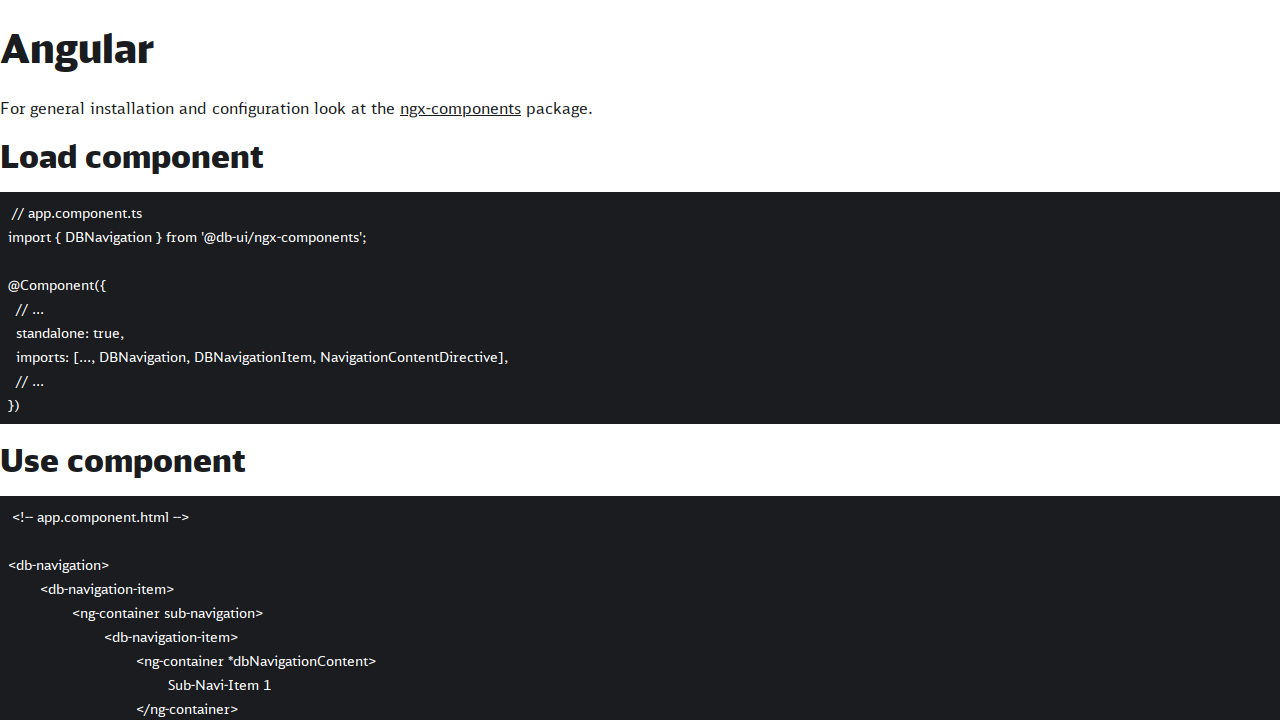 Angular
For general installation and configuration look at the ngx-components package.
Load component
// app.component.ts
import { DBNavigation } from '@db-ui/ngx-components';
@Component({
// ...
standalone: true,
imports: [..., DBNavigation, DBNavigationItem, NavigationContentDirective],
// ...
})
Use component
<!-- app.component.html -->
<db-navigation>
<db-navigation-item>
<ng-container sub-navigation>
<db-navigation-item>
<ng-container *dbNavigationContent>
Sub-Navi-Item 1
</ng-container>